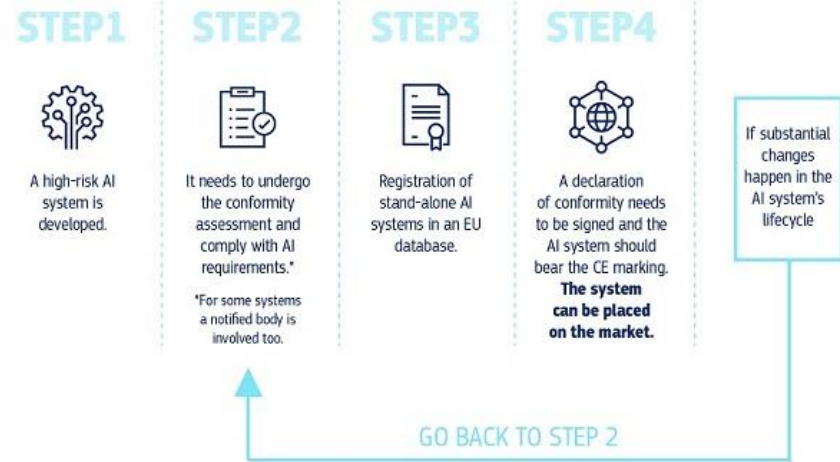 STEP1
A high-risk AI
system is
developed.
STEP2
It needs to undergo
the conformity
assessment and
comply with AI
requirements.*
*For some systems
a notified body is
involved too.
STEP3
Registration of
stand-alone AI
systems in an EU
database.
STEP4
A declaration
of conformity needs
to be signed and the
AI system should
bear the CE marking.
The system
can be placed
on the market.
If substantial
changes
happen in the
AI system's
lifecycle
GO BACK TO STEP 2